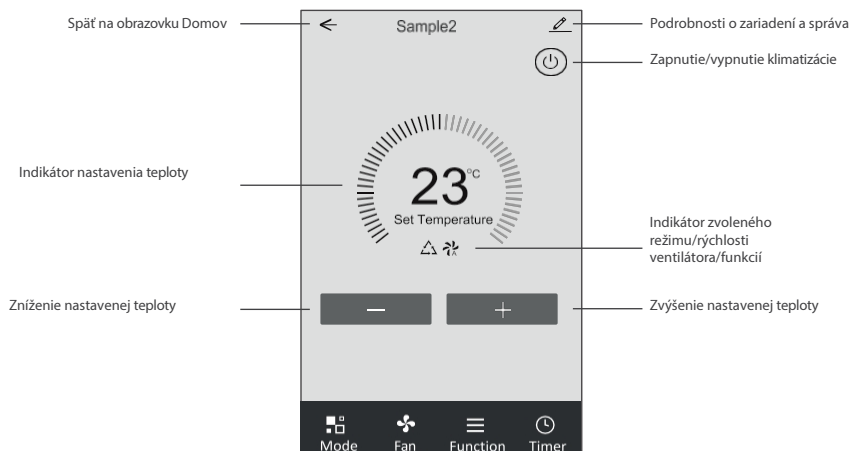 Späť na obrazovku Domov
Sample2
Podrobnosti o zariadení a správa
Zapnutie/vypnutie klimatizácie
Indikátor nastavenia teploty
23°C
Set Temperature
A
Indikátor zvoleného
režimu/rýchlosti
ventilátora/funkcií
Zníženie nastavenej teploty
Zvýšenie nastavenej teploty
Mode Fan Function Timer